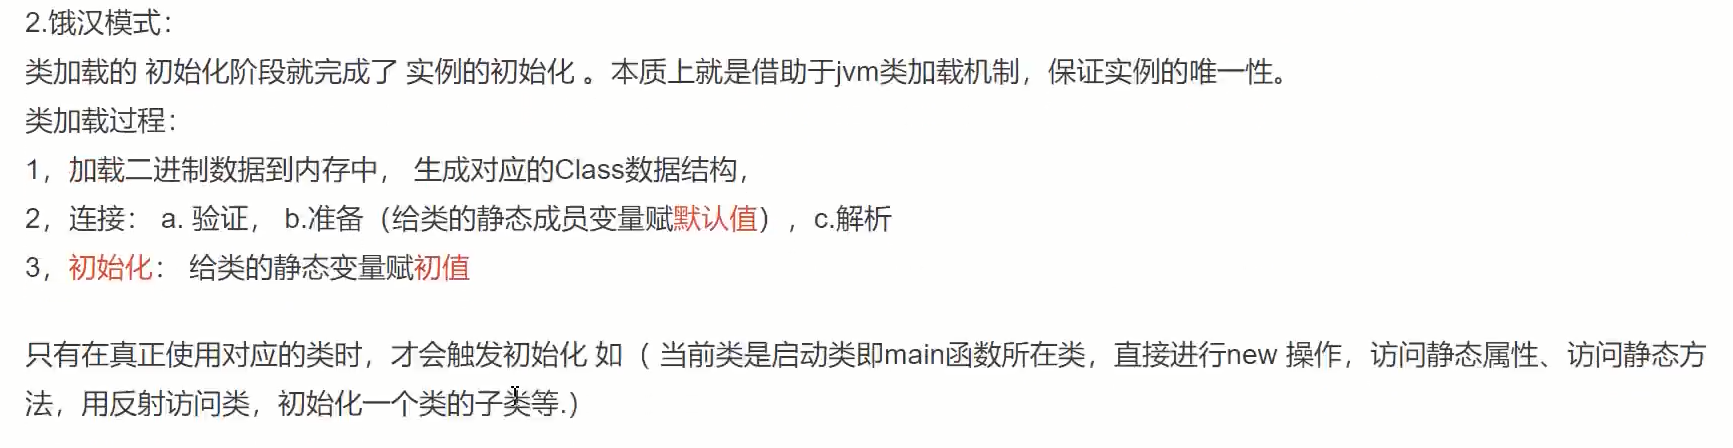 2.饿汉模式：
类加载的 初始化阶段就完成了 实例的初始化 。本质上就是借助于jvm类加载机制，保证实例的唯一性。
类加载过程：
1，加载二进制数据到内存中， 生成对应的Class数据结构，
2，连接： a. 验证， b.准备（给类的静态成员变量赋默认值），c.解析
3，初始化： 给类的静态变量赋初值
只有在真正使用对应的类时，才会触发初始化 如（ 当前类是启动类即main函数所在类，直接进行new 操作，访问静态属性、访问静态方
法，用反射访问类，初始化一个类的子类等.）